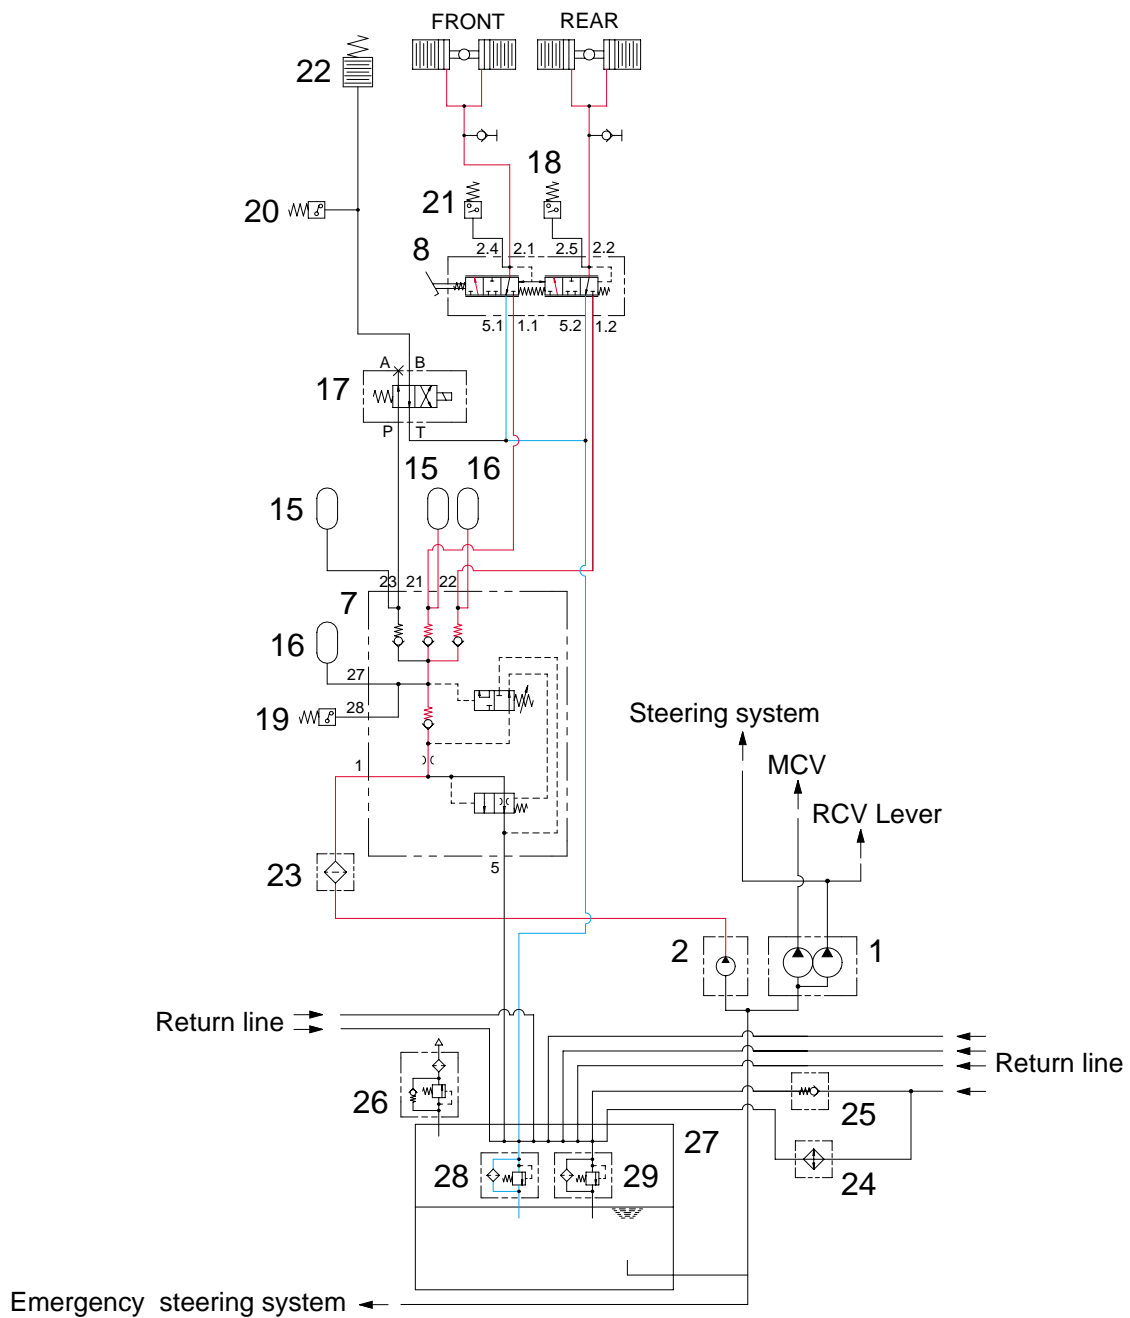 FRONT REAR
22
18
20 21
8 2.4 2.1 2.5 2.2
5.1 1.1 5.2 1.2
A B
17
P T
15 16
15
23 21 22
7
16
27
28
19
Steering system
MCV
1
RCV Lever
23
5
2 1
Return line
Return line
26 25
27
28 29 24
Emergency steering system